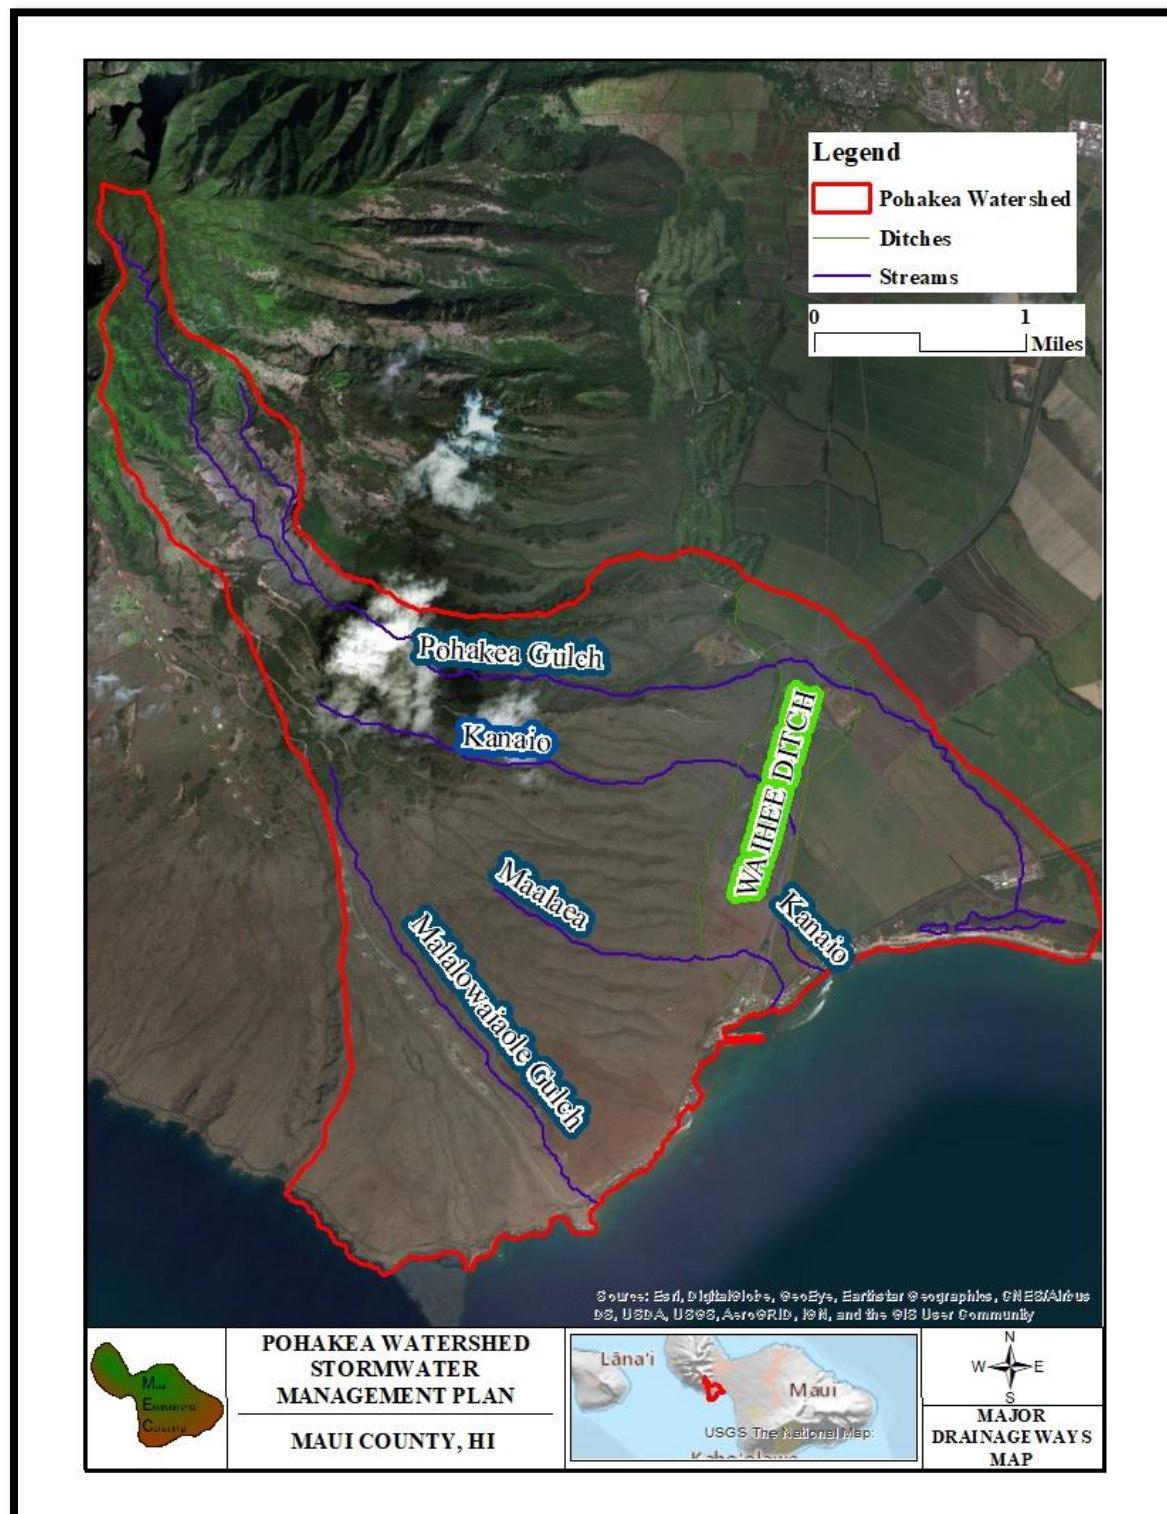 Legend
Pohakea Watershed
Ditches
Streams
0 1
Miles
Pohakea Gulch
Kanaio
WAIHEE DITCH
Maalaea
Kanaio
Malalowaiaole Gulch
Source: Esri, DigitalGlobe, GeoEye, Earthstar Geographics, CNES/Airbus
DS, USDA, USGS, AeroGRID, IGN, and the GIS User Community
POHAKEA WATERSHED
STORMWATER
MANAGEMENT PLAN
MAUI COUNTY, HI
Lāna'i
Maui
USGS The National Map:
N
W E
S
MAJOR
DRAINAGEWAYS
MAP